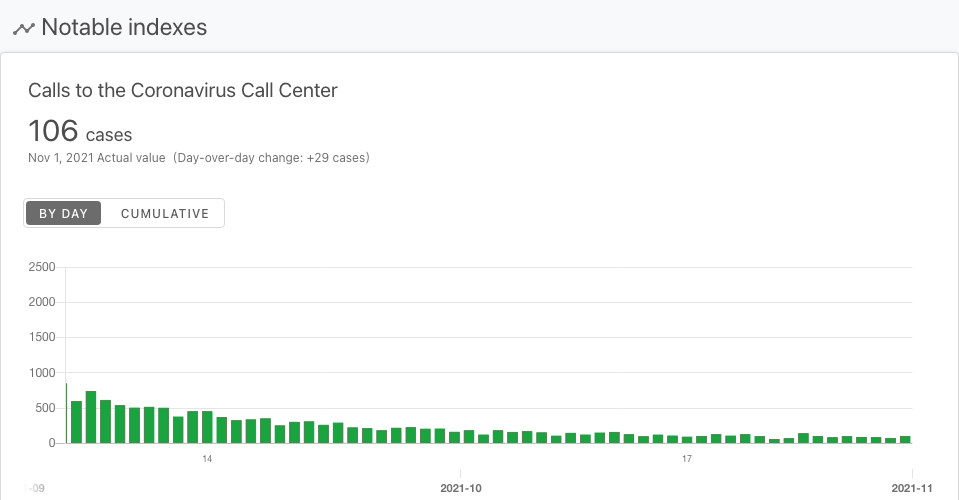 Notable indexes
Calls to the Coronavirus Call Center
106 cases
Nov 1, 2021 Actual value (Day-over-day change: +29 cases)
BY DAY CUMULATIVE
2500
2000
1500
1000
500
0
14 17
-09 2021-10 2021-11